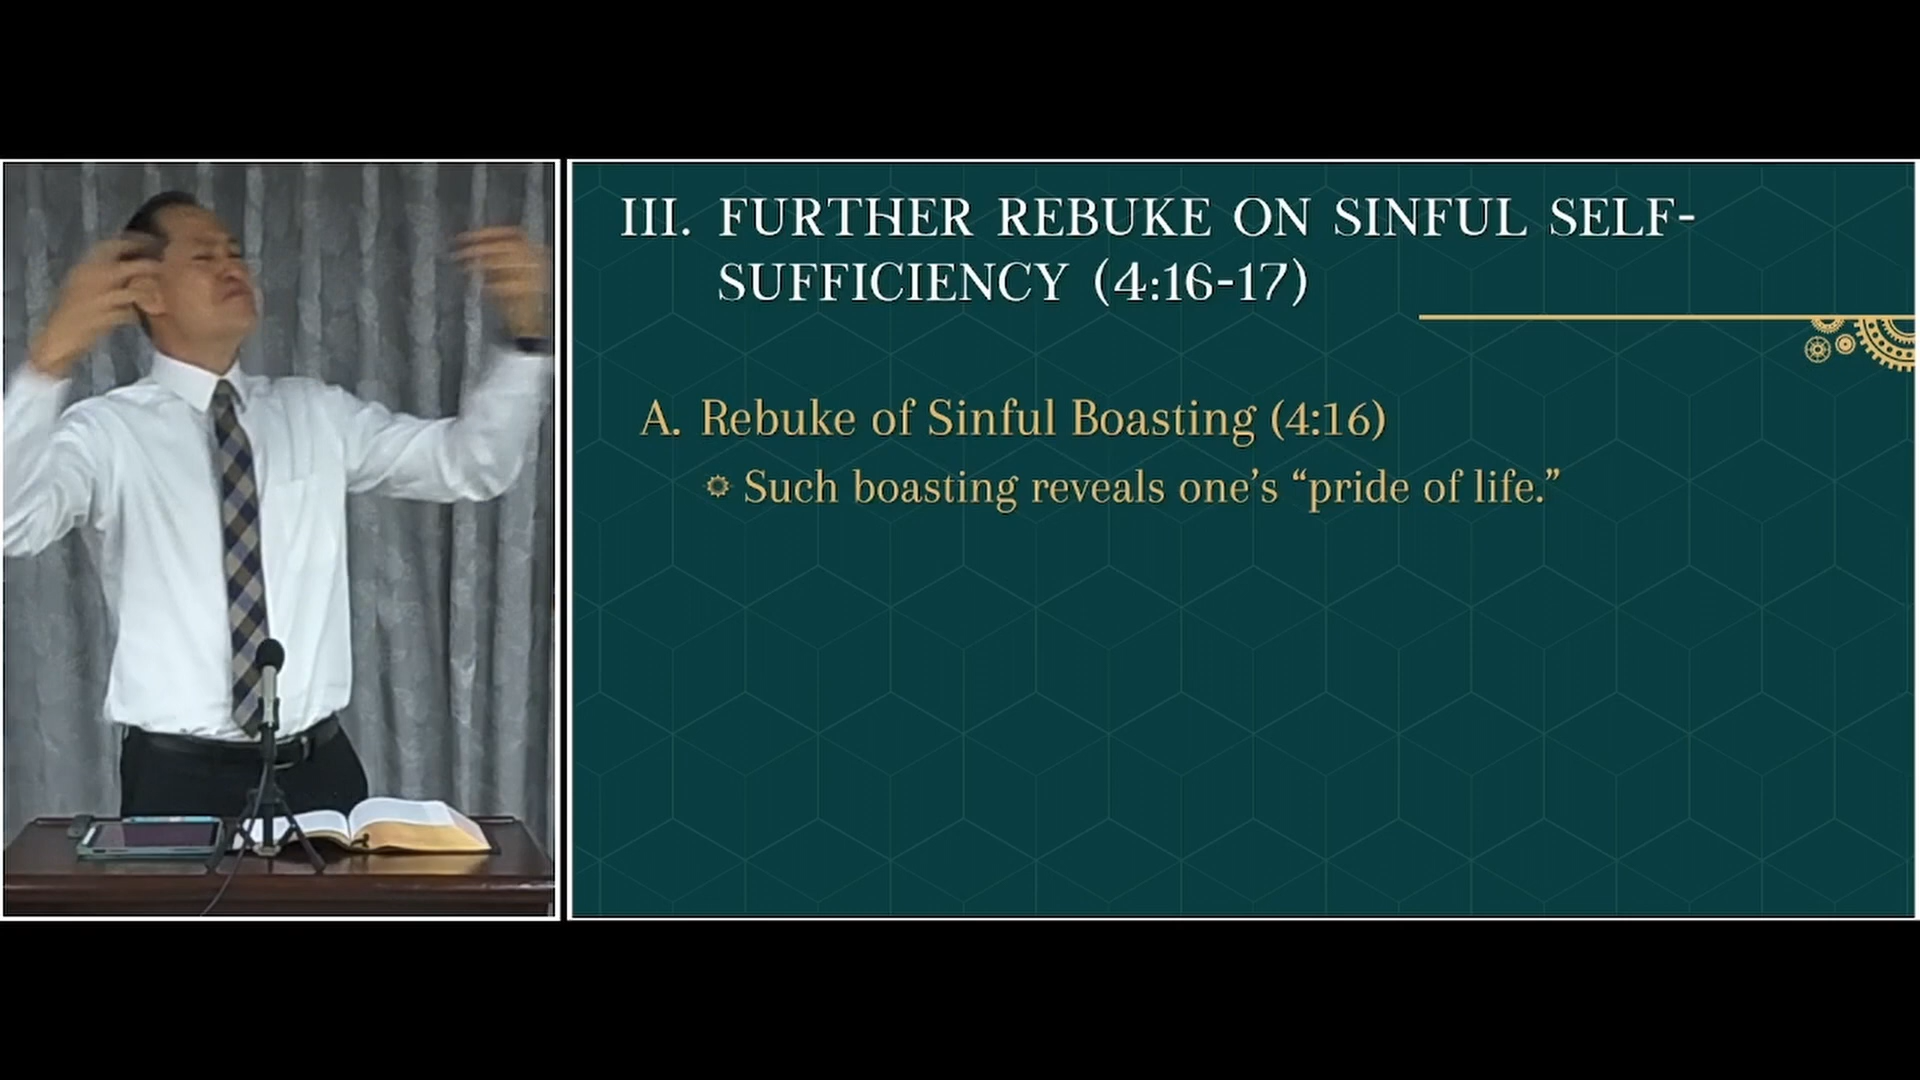 III. FURTHER REBUKE ON SINFUL SELF-
SUFFICIENCY (4:16-17)
A. Rebuke of Sinful Boasting (4:16)
Such boasting reveals one’s “pride of life.”